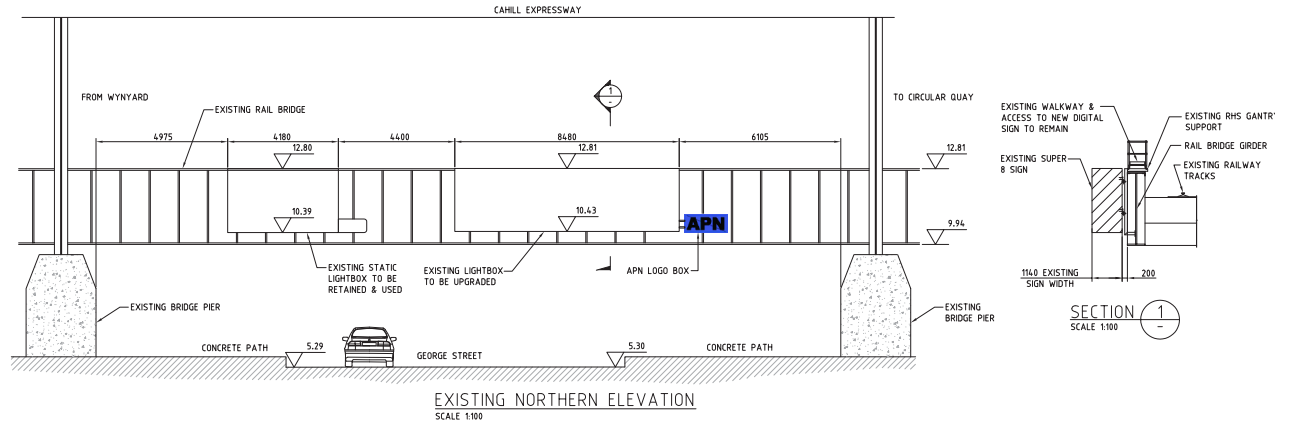 CAHILL EXPRESSWAY
FROM WYNYARD
TO CIRCULAR QUAY
EXISTING RAIL BRIDGE
1
-
4975
4180
4400
8480
6105
12.80
12.81
12.81
10.39
10.43
9.94
APN
EXISTING STATIC
LIGHTBOX TO BE
RETAINED & USED
EXISTING LIGHTBOX
TO BE UPGRADED
APN LOGO BOX
EXISTING BRIDGE PIER
EXISTING
BRIDGE PIER
CONCRETE PATH
5.29
GEORGE STREET
5.30
CONCRETE PATH
EXISTING NORTHERN ELEVATION
SCALE 1:100
EXISTING WALKWAY &
ACCESS TO NEW DIGITAL
SIGN TO REMAIN
EXISTING SUPER
8 SIGN
EXISTING RHS GANTR'
SUPPORT
RAIL BRIDGE GIRDER
EXISTING RAILWAY
TRACKS
1140 EXISTING
SIGN WIDTH
200
SECTION
1
-
SCALE 1:100